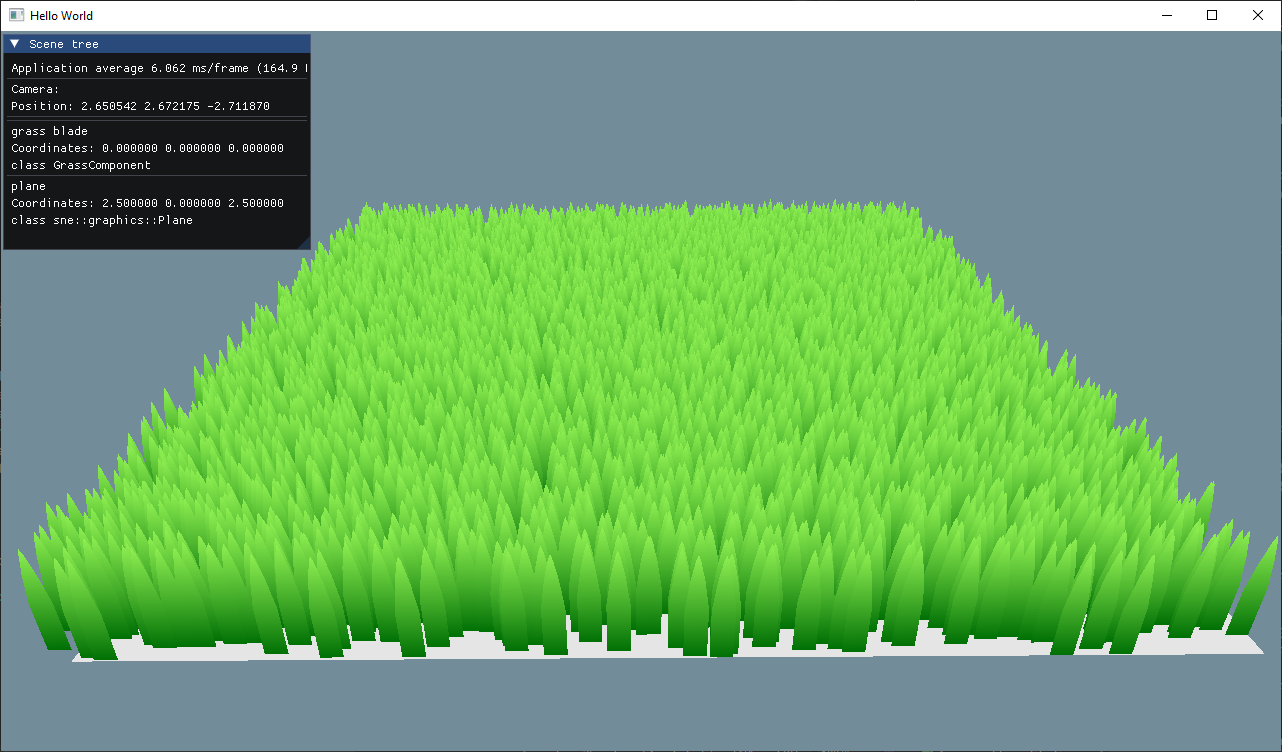 Hello World
Scene tree
Application average 6.062 ms/frame (164.9
Camera:
Position: 2.650542 2.672175 -2.711870
grass blade
Coordinates: 0.000000 0.000000 0.000000
class GrassComponent
plane
Coordinates: 2.500000 0.000000 2.500000
class sne::graphics::Plane